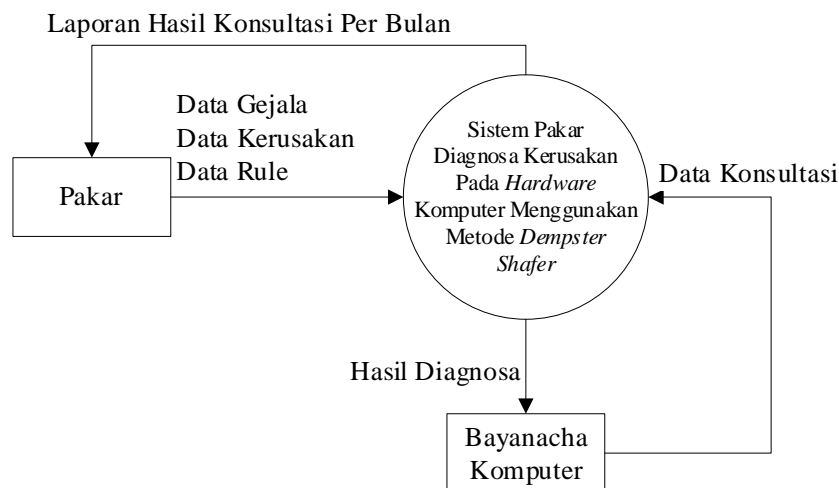 Laporan Hasil Konsultasi Per Bulan
Data Gejala
Data Kerusakan
Data Rule
Pakar
Sistem Pakar
Diagnosa Kerusakan
Pada Hardware
Komputer Menggunakan
Metode Dempster
Shafer
Data Konsultasi
Hasil Diagnosa
Bayanacha
Komputer